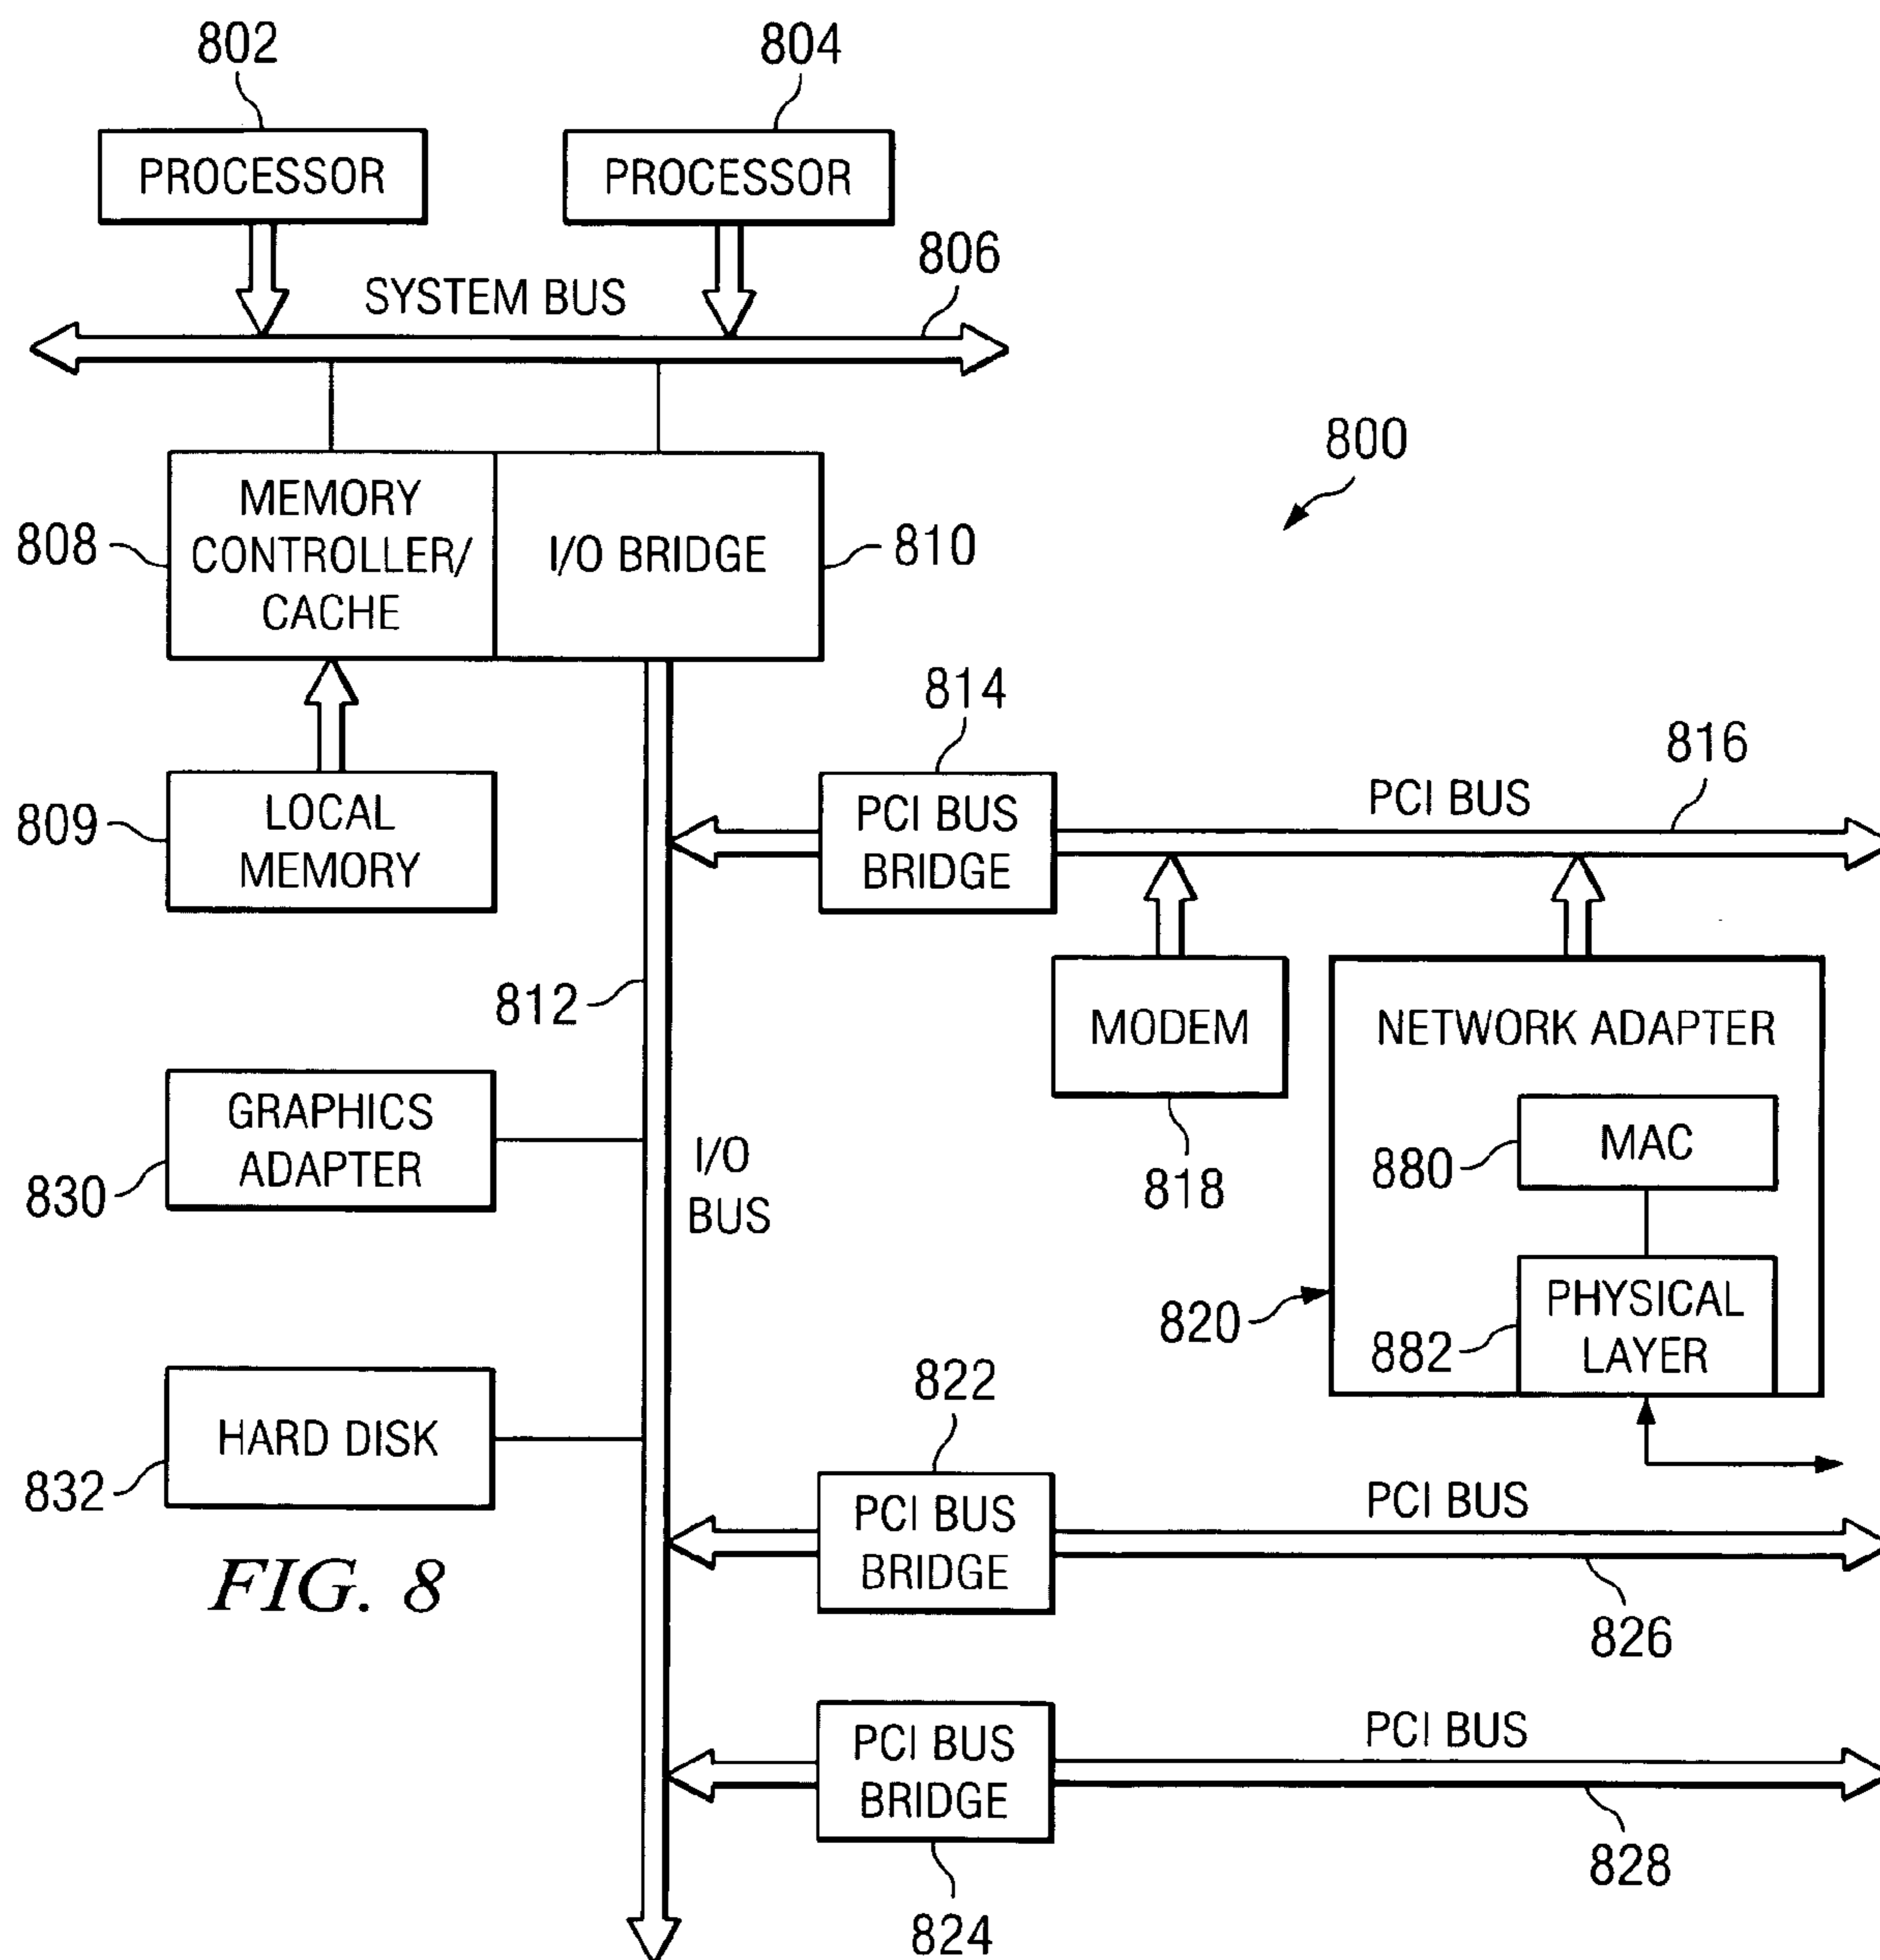 802
804
PROCESSOR
PROCESSOR
806
SYSTEM BUS
800
MEMORY
CONTROLLER/
CACHE
808
I/O BRIDGE
810
814
816
PCI BUS
809
LOCAL
MEMORY
PCI BUS
BRIDGE
812
MODEM
NETWORK ADAPTER
GRAPHICS
ADAPTER
830
I/O
BUS
818
880
MAC
820
882
PHYSICAL
LAYER
822
HARD DISK
832
PCI BUS
BRIDGE
PCI BUS
FIG. 8
826
PCI BUS
BRIDGE
PCI BUS
828
824